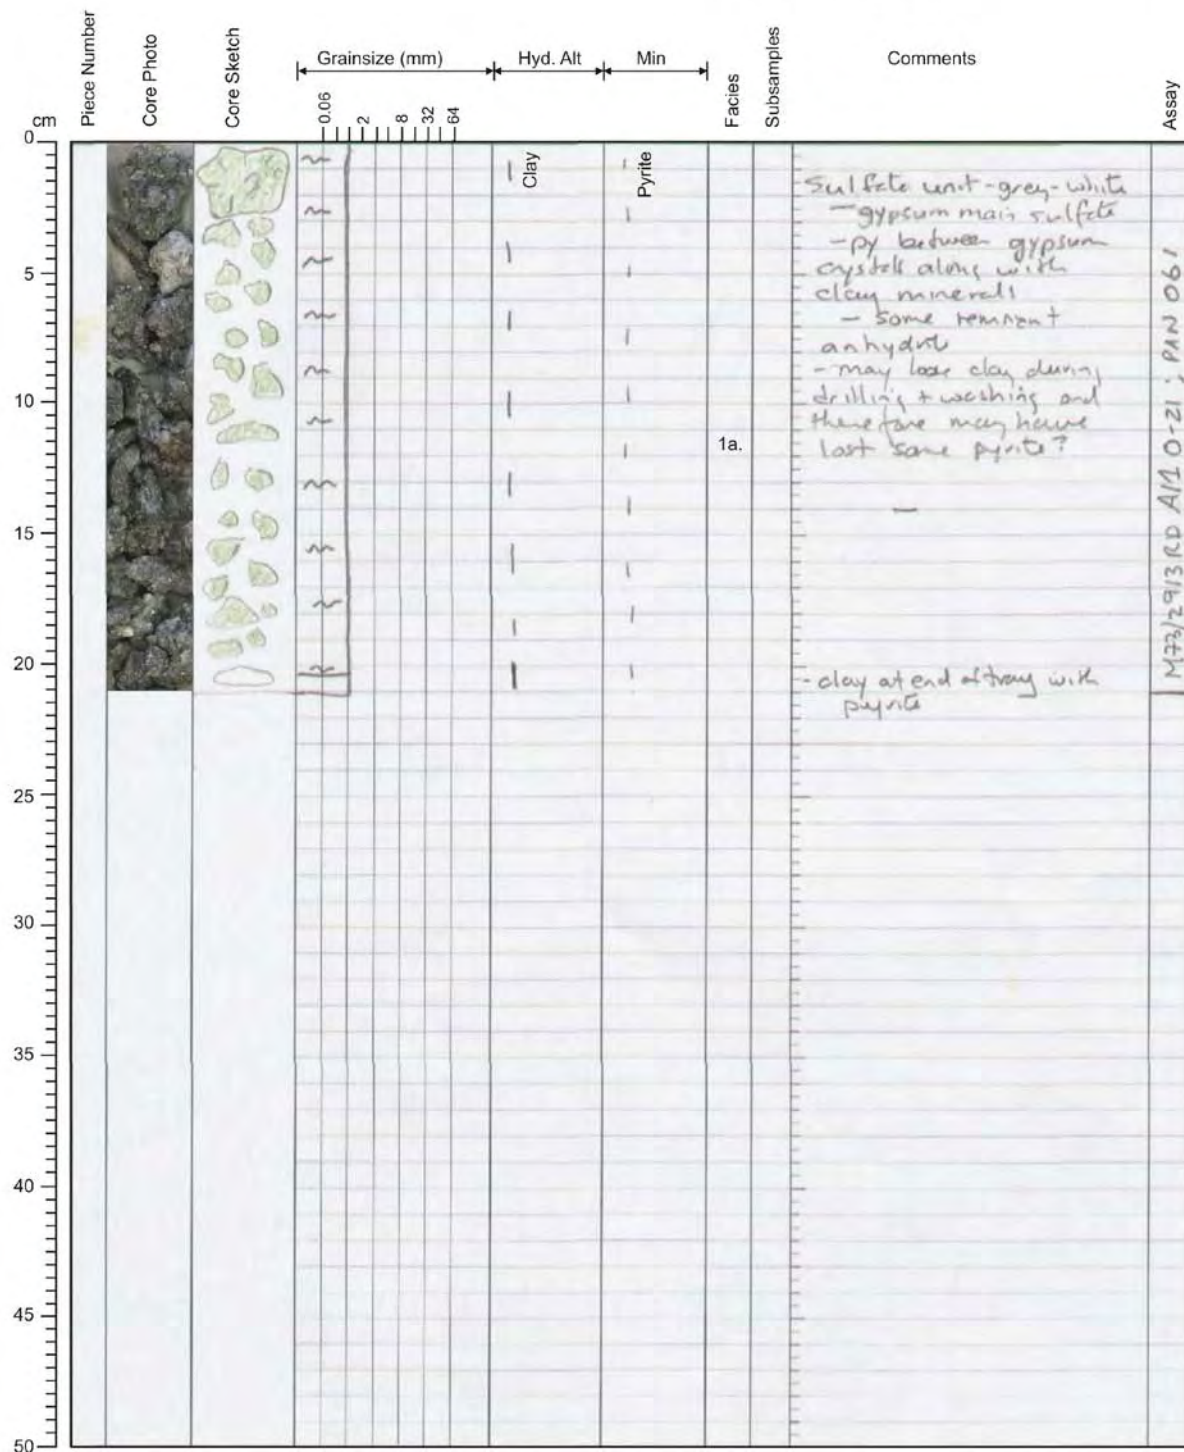 Piece Number
Core Photo
Core Sketch
Grainsize (mm)
Hyd. Alt
Min
Facies
Subsamples
Comments
Assay
cm
0.06
2
8
32
64
0
5
10
15
20
25
30
35
40
45
50
Clay
Pyrite
1a.
Sulfate unit - grey-white
- gypsum main sulfate
- py between gypsum
crystals along with
clay minerals
- some remnant
anhydrite
- may lose clay during
drilling + washing and
therefore may have
lost some pyrite?
- clay at end of tray with
pyrite
M73/2913RD A/1 0-21; PAN 061